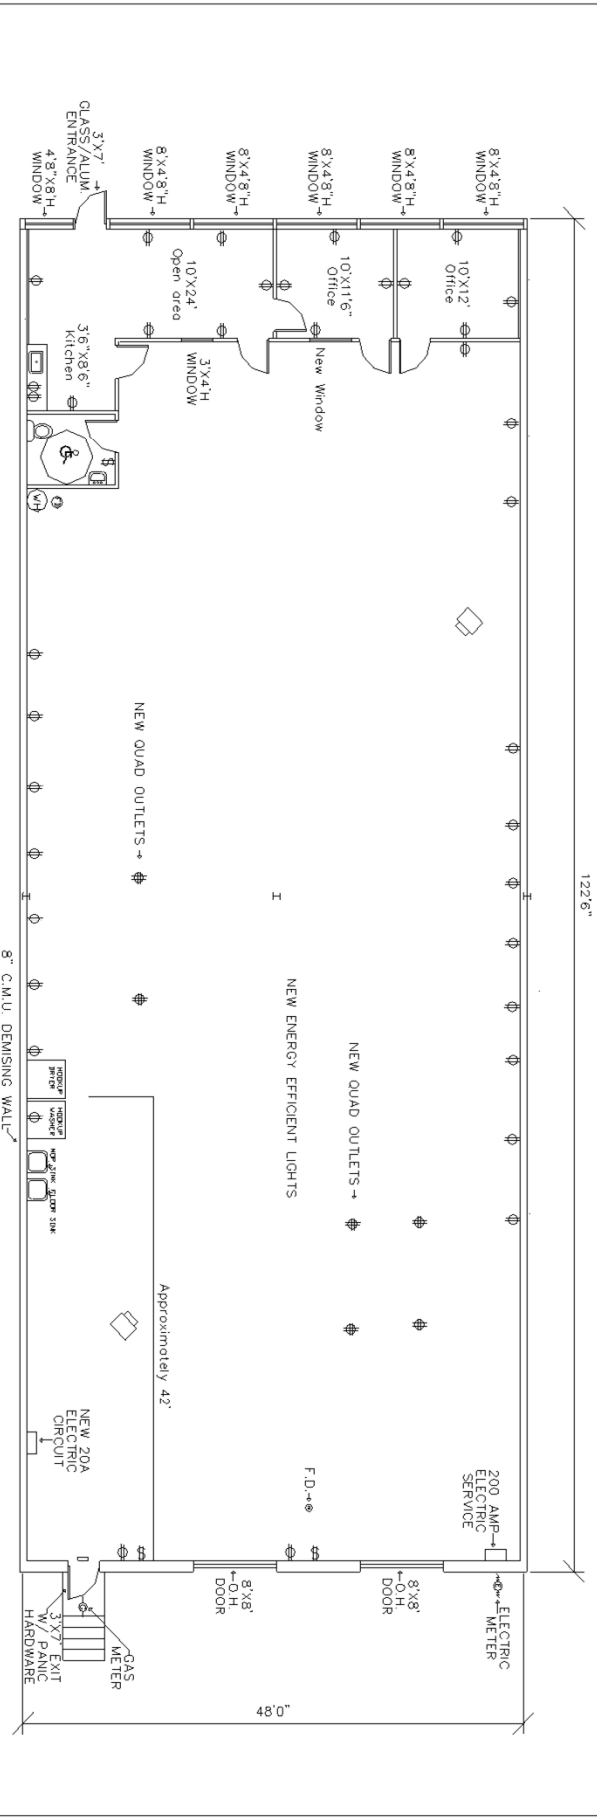 3'X7'
GLASS/ALUM.
ENTRANCE
4'8"X8'H
WINDOW
8'X4'8"H
WINDOW
8'X4'8"H
WINDOW
8'X4'8"H
WINDOW
8'X4'8"H
WINDOW
8'X4'8"H
WINDOW
10'X24'
Open area
10'X11'6"
Office
10'X12'
Office
3'6"X8'6"
Kitchen
3'X4'H
WINDOW
New Window
WH
NEW QUAD OUTLETS
122'6"
8" C.M.U. DEMISING WALL
NEW ENERGY EFFICIENT LIGHTS
NEW QUAD OUTLETS
HOOKUP
DRYER
HOOKUP
WASHER
MOP SINK
FLOOR SINK
Approximately 42'
NEW 20A
ELECTRIC
CIRCUIT
F.D.
200 AMP
ELECTRIC
SERVICE
ELECTRIC
METER
8'X8'
O.H.
DOOR
8'X8'
O.H.
DOOR
GAS
METER
3'X7' EXIT
W/ PANIC
HARDWARE
48'0"